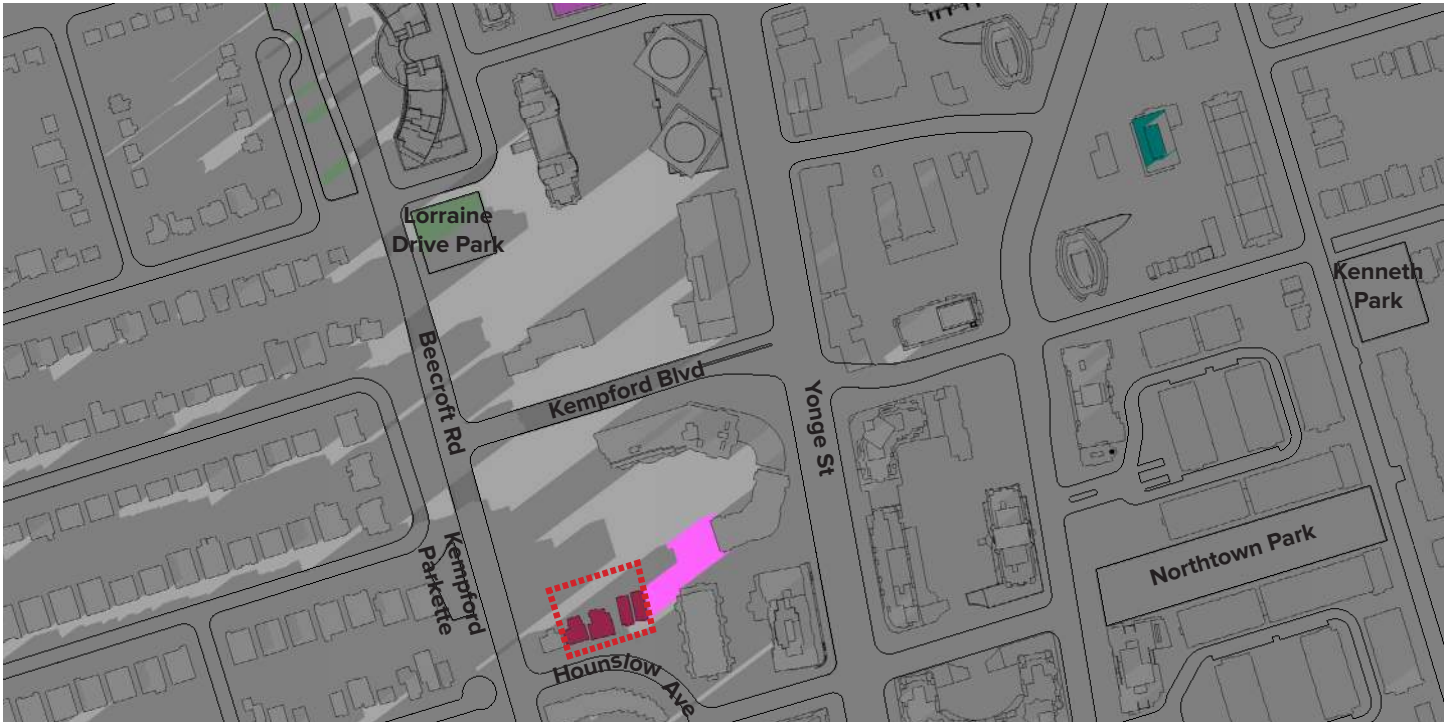 Lorraine
Drive Park
Kenneth
Park
Beecroft Rd
Kempford Blvd
Yonge St
Kempford
Parkette
Northtown Park
Hounslow Ave